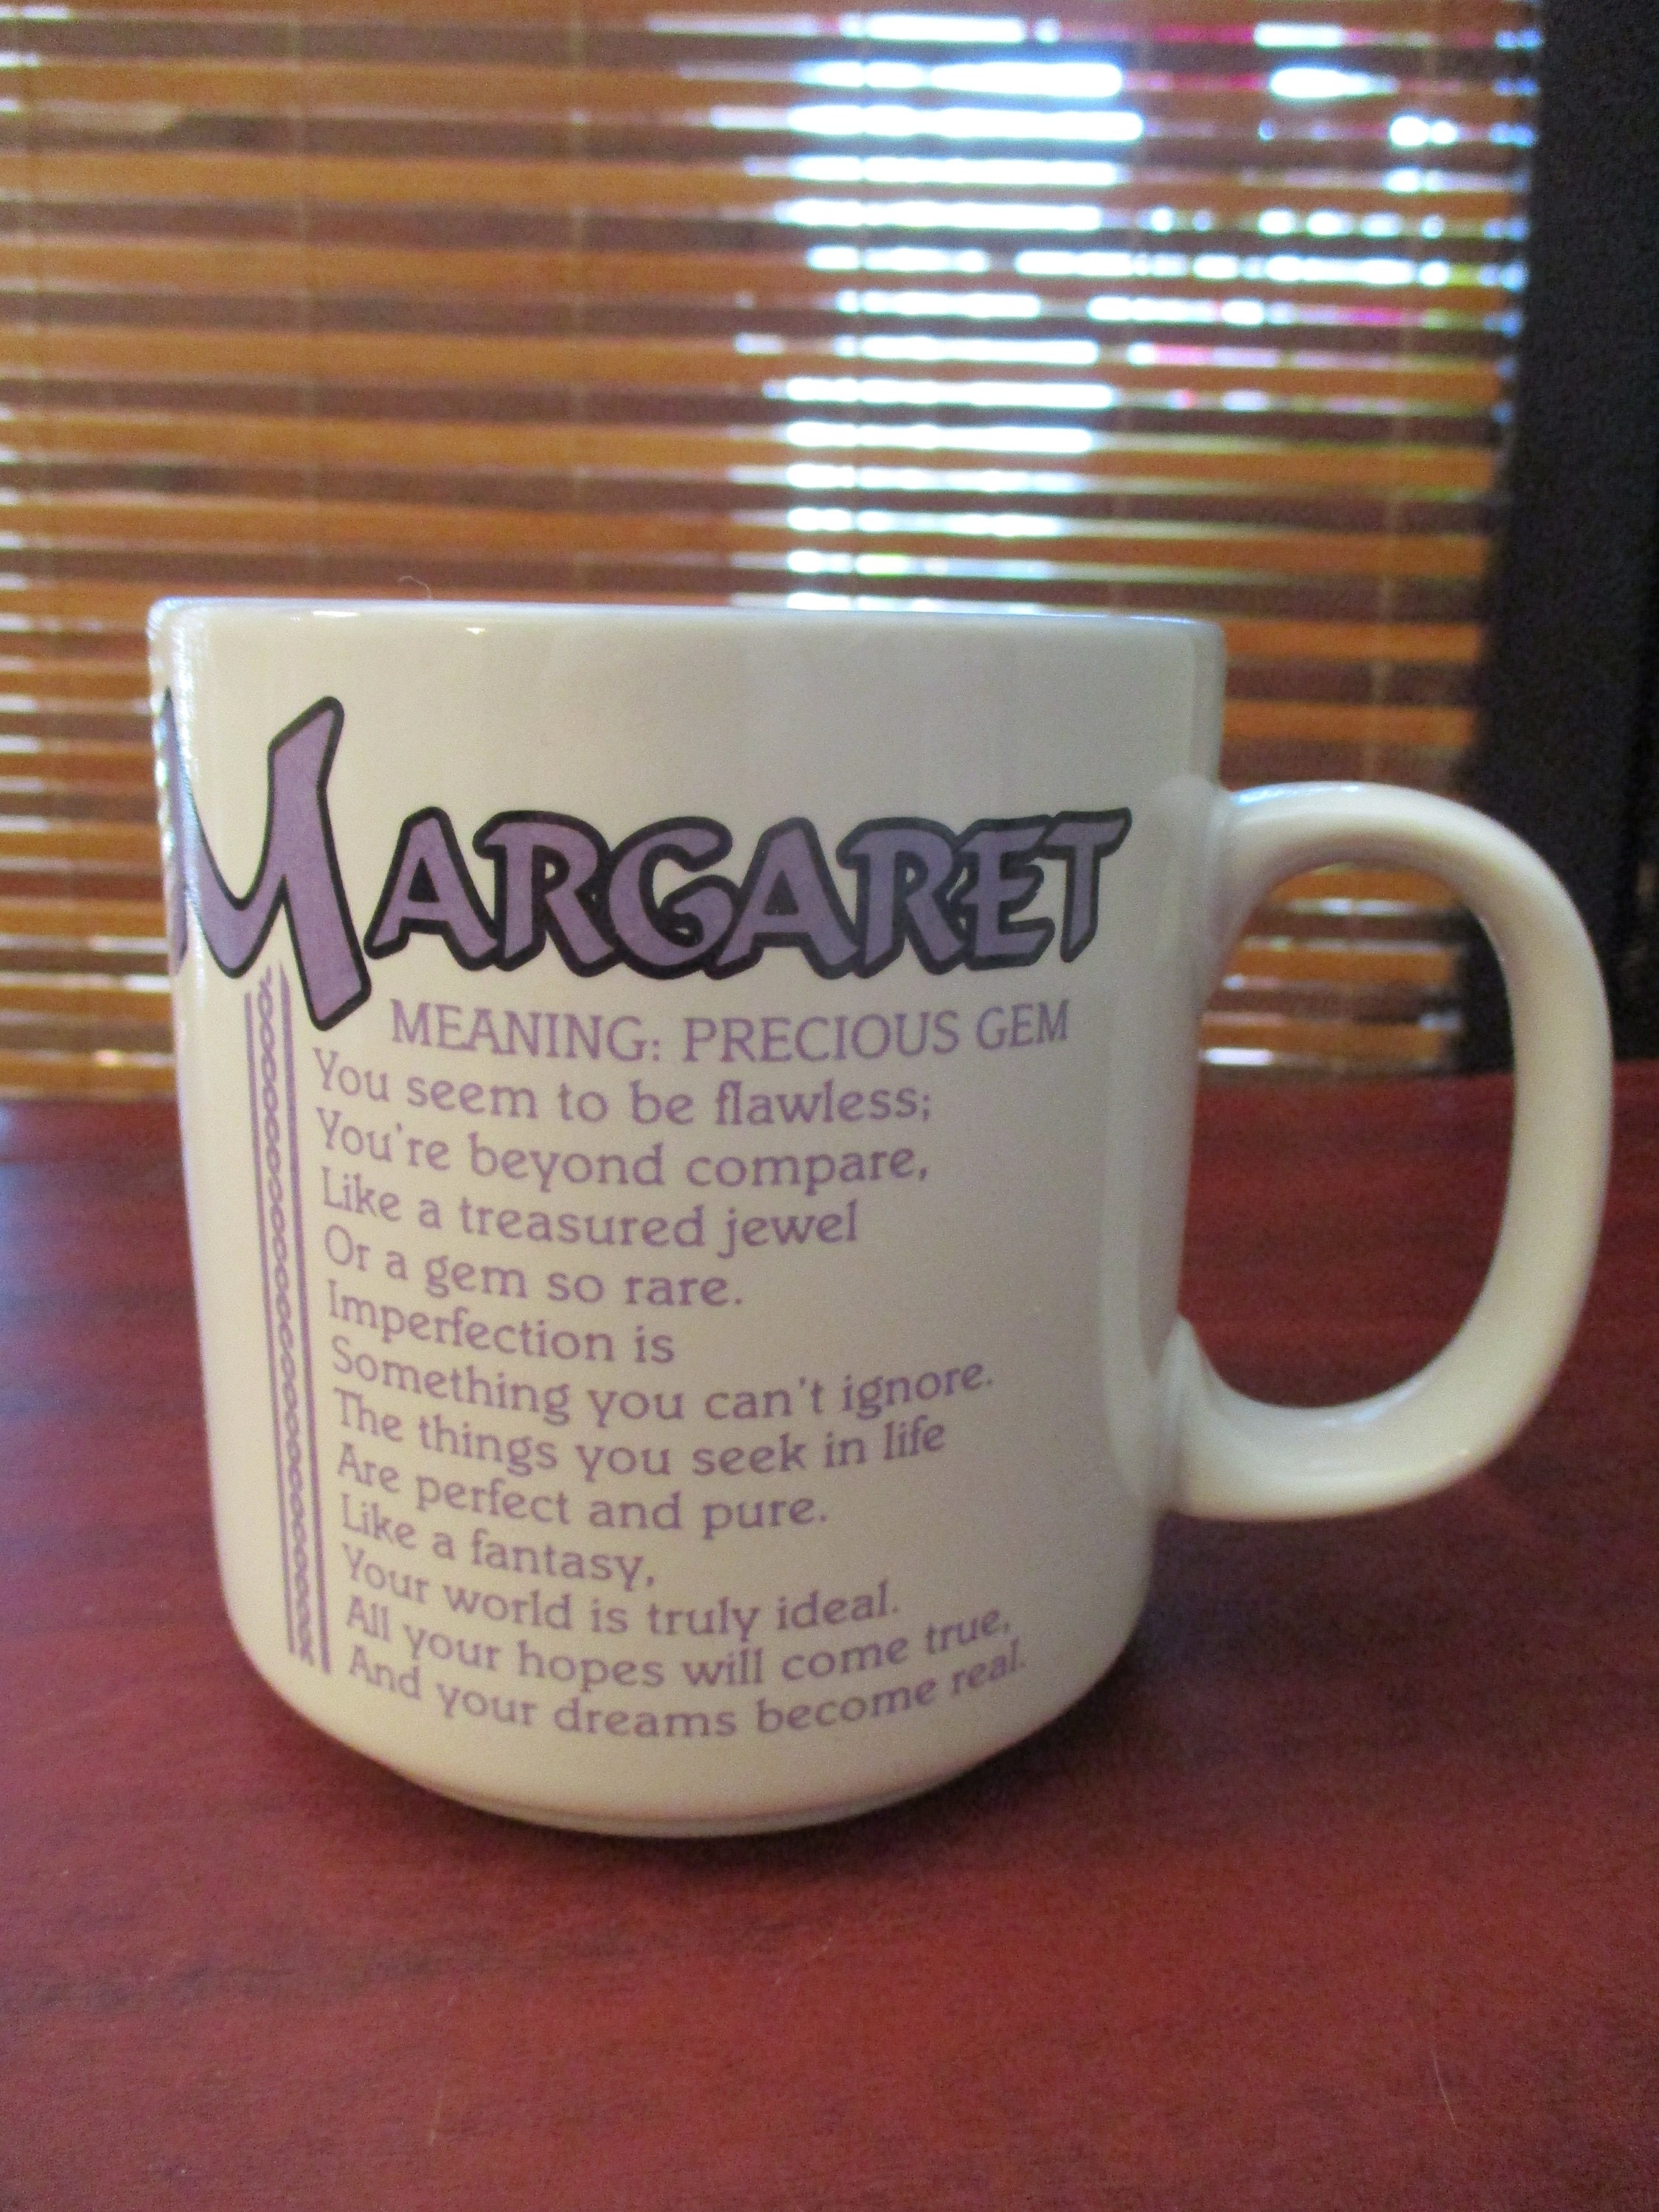 MARGARET
MEANING: PRECIOUS GEM
You seem to be flawless;
You're beyond compare,
Like a treasured jewel
Or a gem so rare.
Imperfection is
Something you can't ignore.
The things you seek in life
Are perfect and pure.
Like a fantasy,
Your world is truly ideal.
All your hopes will come true,
And your dreams become real.